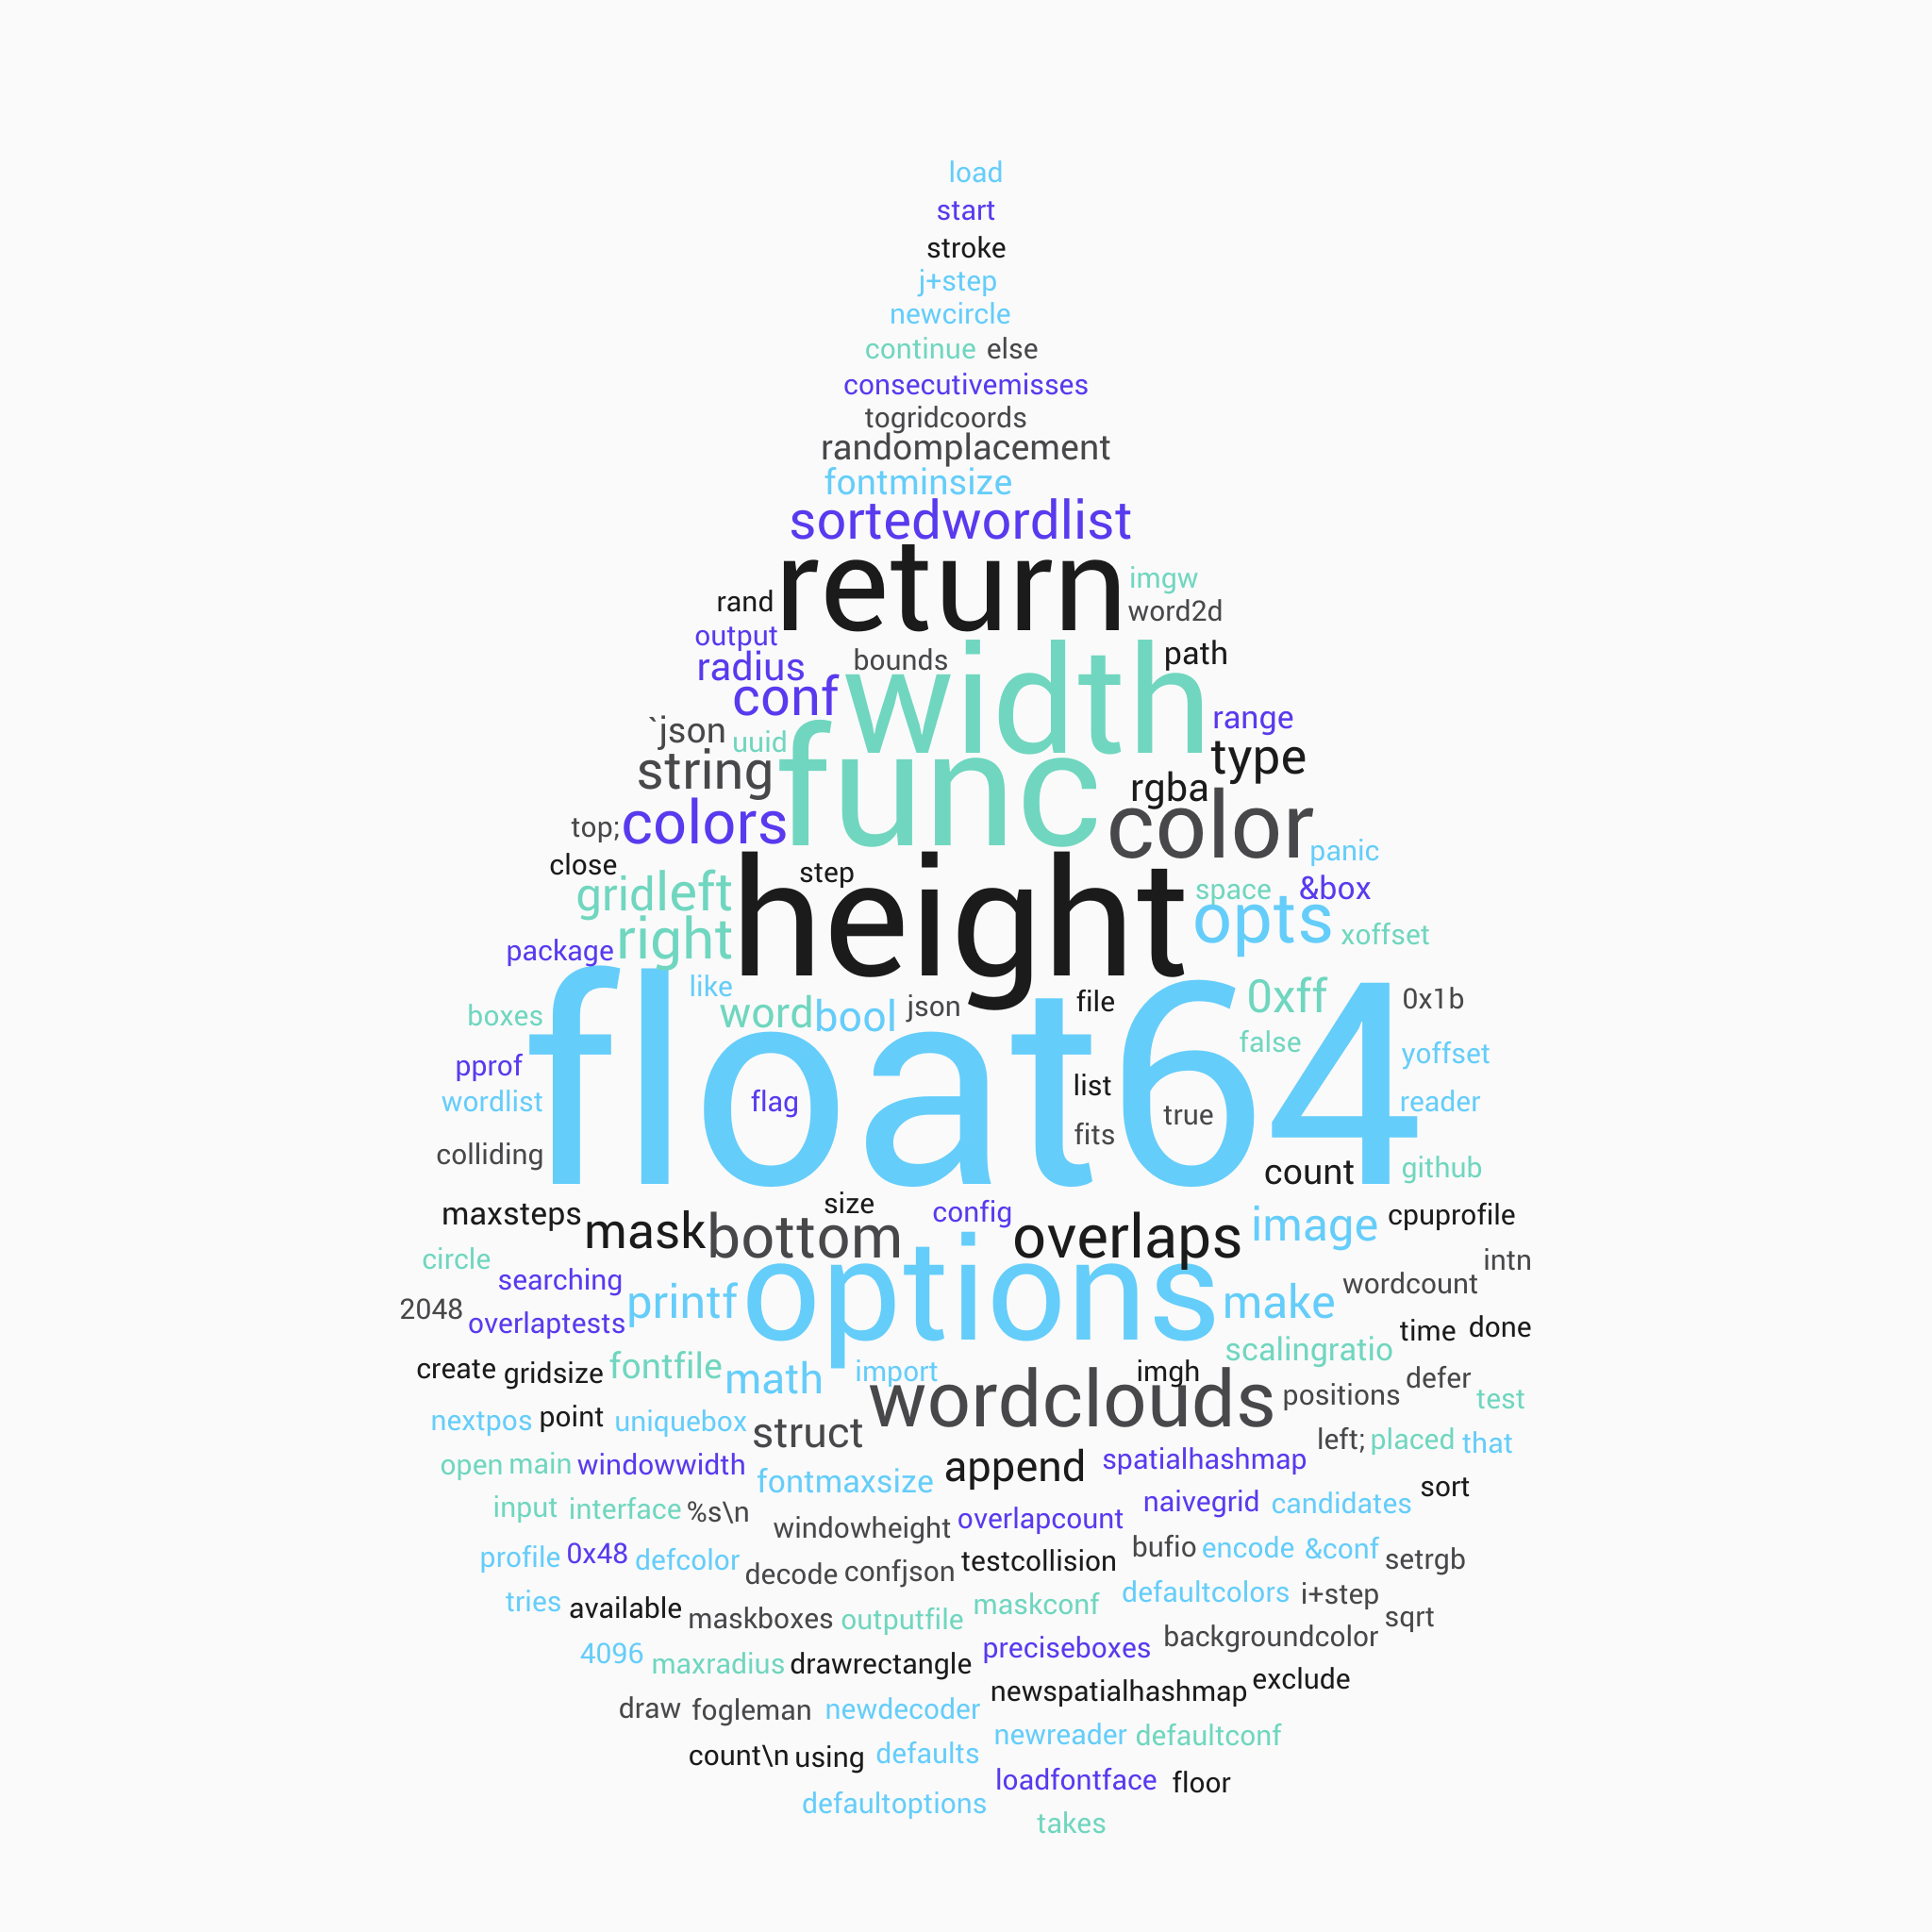 load
start
stroke
j+step
newcircle
continue else
consecutivemisses
togridcoords
randomplacement
fontminsize
sortedwordlist
return imgw
rand word2d
output
radius bounds width path
conf range
`json uuid func type
string rgba
colors color
top; panic
close height step
gridleft space &box
right opts xoffset
package
like
float64 0xff 0x1b
boxes word bool json file
false yoffset
pprof
wordlist flag list reader
true
colliding fits
count github
maxsteps mask bottom size config overlaps image cpuprofile
circle intn
searching options wordcount
2048 printf make
overlaptests time done
scalingratio
create gridsize fontfile math import imgh defer
wordclouds positions test
nextpos point uniquebox struct
left; placed that
open main windowwidth append spatialhashmap
fontmaxsize sort
input interface %s\n naivegrid candidates
windowheight overlapcount
profile 0x48 defcolor bufio encode &conf setrgb
decode confjson testcollision
tries available defaultcolors i+step
maskboxes outputfile maskconf sqrt
4096 preciseboxes backgroundcolor
maxradius drawrectangle exclude
newspatialhashmap
draw fogleman newdecoder
newreader defaultconf
count\n using defaults
loadfontface floor
defaultoptions
takes